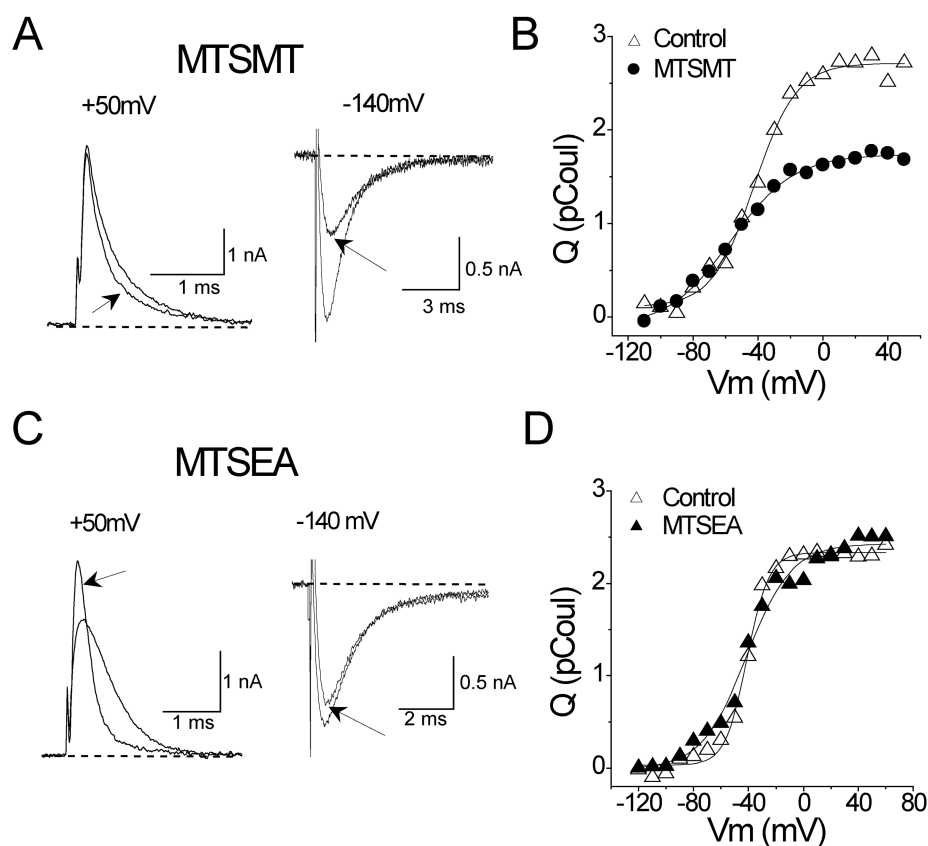 A
MTSMT
+50mV
-140mV
1 nA
1 ms
0.5 nA
3 ms
B
Control
MTSMT
3
2
1
0
Q (pCoul)
-120 -80 -40 0 40
Vm (mV)
C
MTSEA
+50mV
-140 mV
1 nA
1 ms
0.5 nA
2 ms
D
Control
MTSEA
3
2
1
0
Q (pCoul)
-120 -80 -40 0 40 80
Vm (mV)